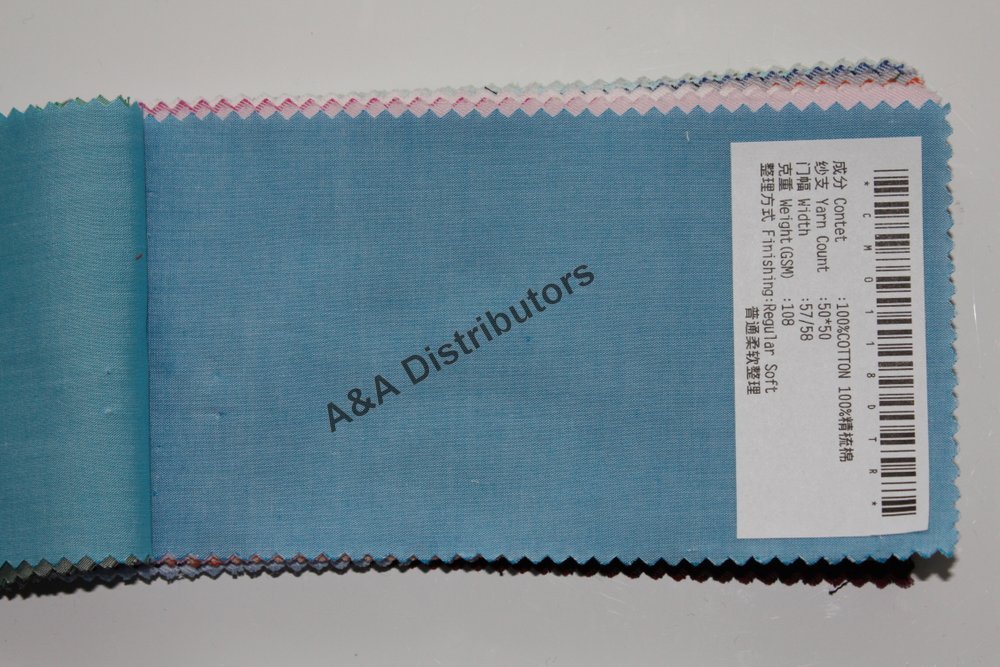 *CM0118DTR*
成分 Contet :100%COTTON 100%精梳棉
纱支 Yarn Count :50*50
门幅 Width :57/58
克重 Weight(GSM) :108
整理方式 Finishing:Regular Soft
普通柔软整理
A&A Distributors